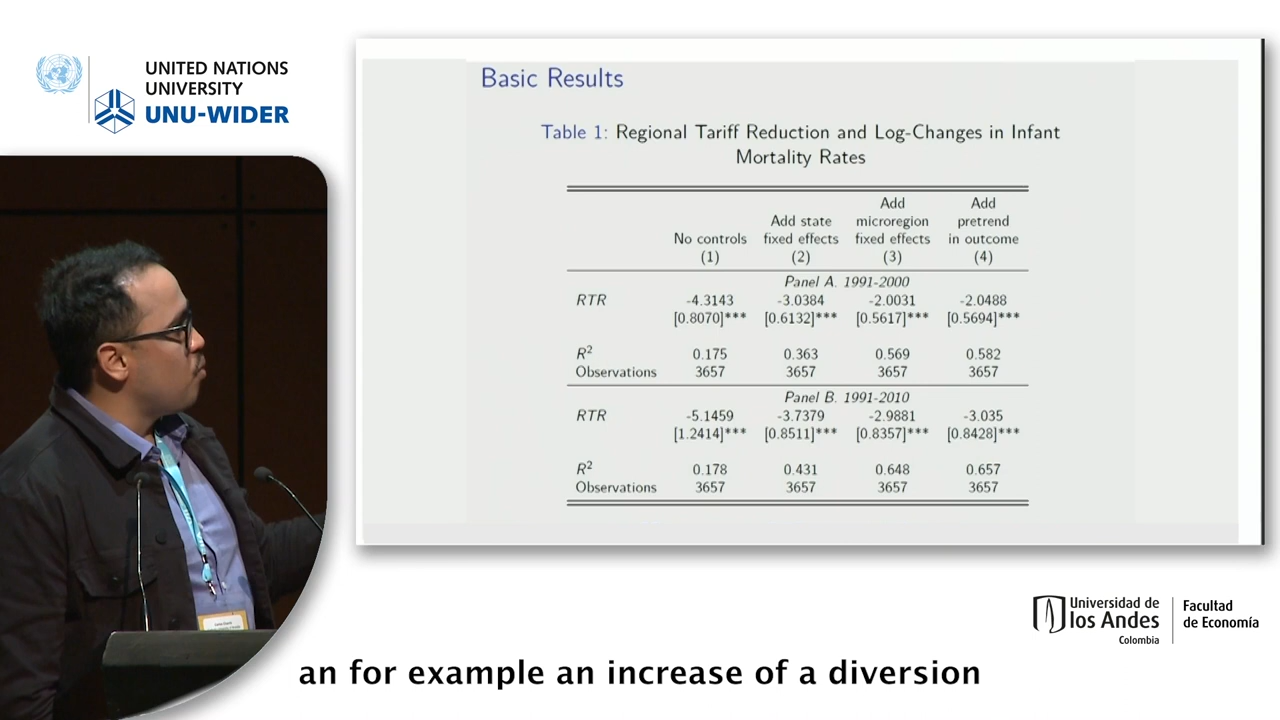 UNITED NATIONS
UNIVERSITY
UNU-WIDER
Basic Results
Table 1: Regional Tariff Reduction and Log-Changes in Infant
Mortality Rates
No controls Add state fixed effects Add microregion fixed effects Add pretrend in outcome
(1) (2) (3) (4)
Panel A. 1991-2000
RTR -4.3143 -3.0384 -2.0031 -2.0488
[0.8070]*** [0.6132]*** [0.5617]*** [0.5694]***
R² 0.175 0.363 0.569 0.582
Observations 3657 3657 3657 3657
Panel B. 1991-2010
RTR -5.1459 -3.7379 -2.9881 -3.035
[1.2414]*** [0.8511]*** [0.8357]*** [0.8428]***
R² 0.178 0.431 0.648 0.657
Observations 3657 3657 3657 3657
Universidad de
los Andes
Colombia
Facultad
de Economía
an for example an increase of a diversion